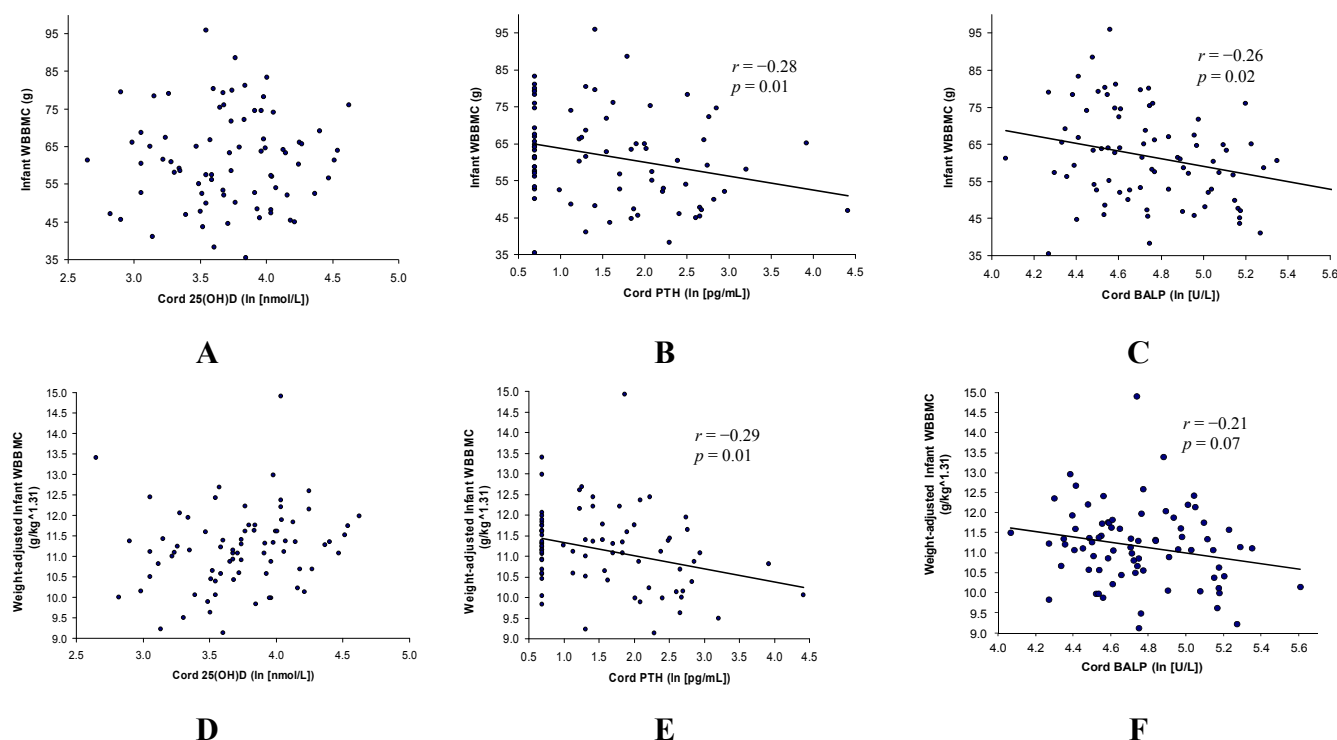 95
85
75
65
55
45
35
Infant WBBMC (g)
2.5 3.0 3.5 4.0 4.5 5.0
Cord 25(OH)D (ln [nmol/L])
A
95
85
75
65
55
45
35
Infant WBBMC (g)
r = −0.28
p = 0.01
0.5 1.0 1.5 2.0 2.5 3.0 3.5 4.0 4.5
Cord PTH (ln [pg/mL])
B
95
85
75
65
55
45
35
Infant WBBMC (g)
r = −0.26
p = 0.02
4.0 4.2 4.4 4.6 4.8 5.0 5.2 5.4 5.6
Cord BALP (ln [U/L])
C
15.0
14.0
13.0
12.5
12.0
11.5
11.0
10.5
10.0
9.5
9.0
Weight-adjusted Infant WBBMC
(g/kg^1.31)
2.5 3.0 3.5 4.0 4.5 5.0
Cord 25(OH)D (ln [nmol/L])
D
15.0
14.0
13.0
12.5
12.0
11.5
11.0
10.5
10.0
9.5
9.0
Weight-adjusted Infant WBBMC
(g/kg^1.31)
r = −0.29
p = 0.01
0.5 1.0 1.5 2.0 2.5 3.0 3.5 4.0 4.5
Cord PTH (ln [pg/mL])
E
15.0
14.0
13.0
12.5
12.0
11.5
11.0
10.5
10.0
9.5
9.0
Weight-adjusted Infant WBBMC
(g/kg^1.31)
r = −0.21
p = 0.07
4.0 4.2 4.4 4.6 4.8 5.0 5.2 5.4 5.6
Cord BALP (ln [U/L])
F